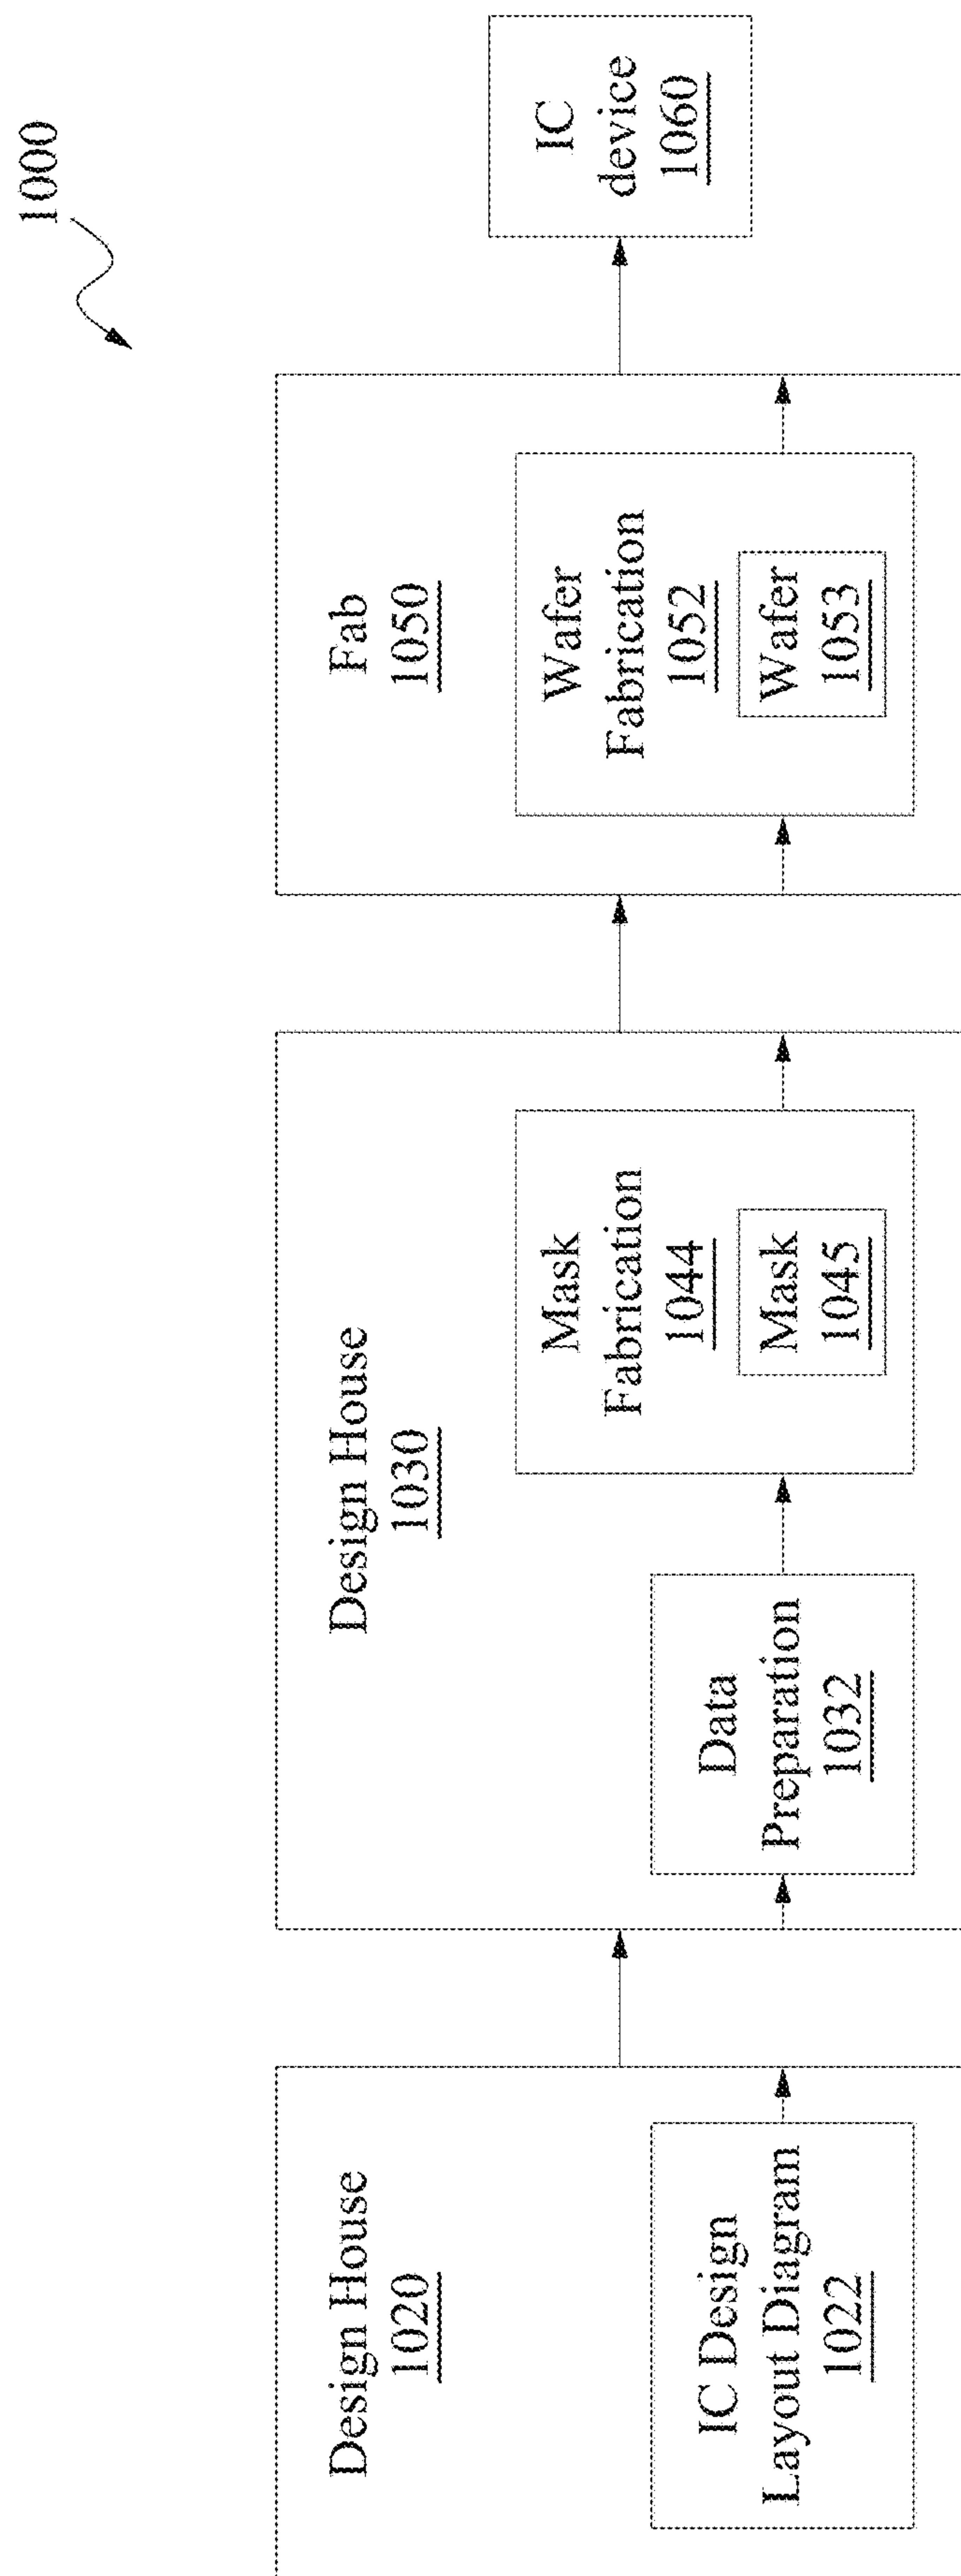 1000
Design House
1020
IC Design
Layout Diagram
1022
Design House
1030
Data
Preparation
1032
Mask
Fabrication
1044
Mask
1045
Fab
1050
Wafer
Fabrication
1052
Wafer
1053
IC
device
1060